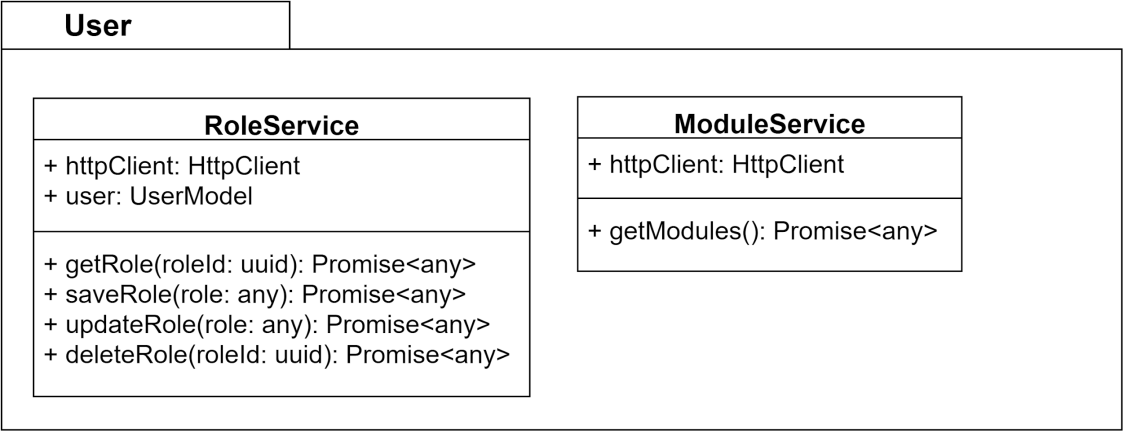 User
RoleService
+ httpClient: HttpClient
+ user: UserModel
+ getRole(roleId: uuid): Promise<any>
+ saveRole(role: any): Promise<any>
+ updateRole(role: any): Promise<any>
+ deleteRole(roleId: uuid): Promise<any>
ModuleService
+ httpClient: HttpClient
+ getModules(): Promise<any>